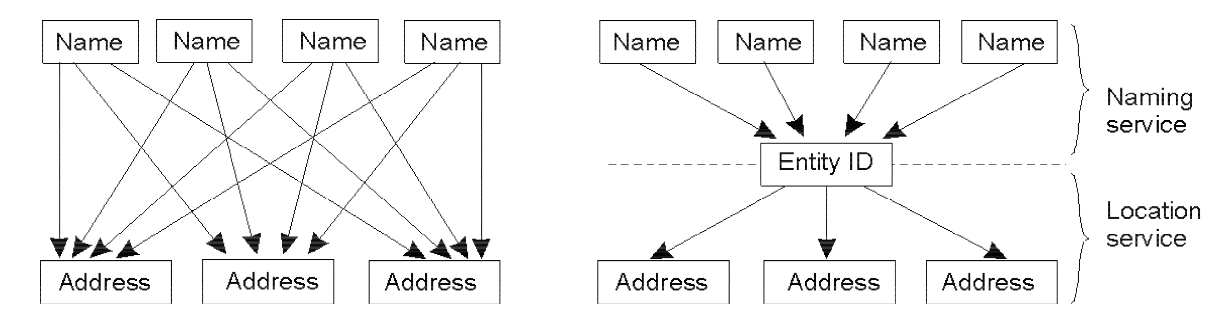 Name Name Name Name
Address Address Address
Name Name Name Name
Entity ID
Address Address Address
Naming
service
Location
service